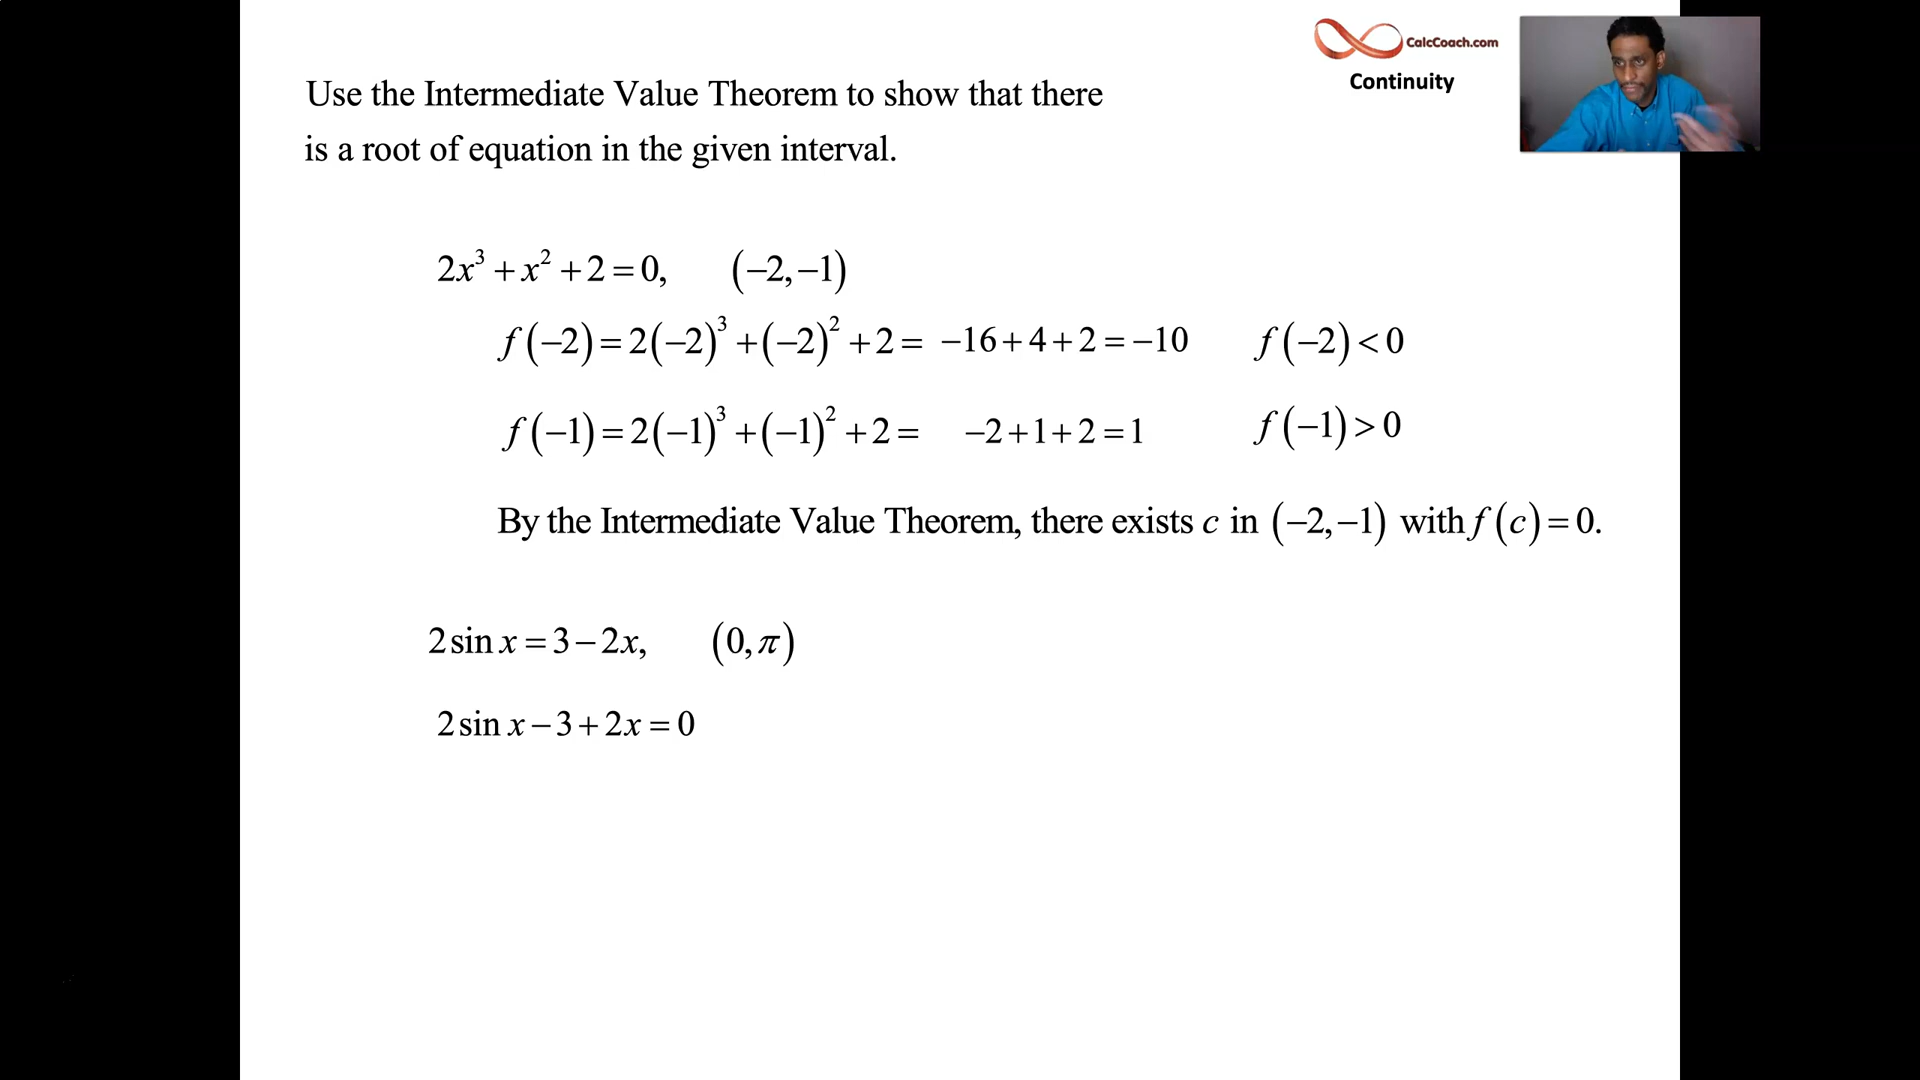 CalcCoach.com
Continuity
Use the Intermediate Value Theorem to show that there
is a root of equation in the given interval.
2x³ + x² + 2 = 0, (−2, −1)
f(−2) = 2(−2)³ + (−2)² + 2 = −16 + 4 + 2 = −10 f(−2) < 0
f(−1) = 2(−1)³ + (−1)² + 2 = −2 + 1 + 2 = 1 f(−1) > 0
By the Intermediate Value Theorem, there exists c in (−2, −1) with f(c) = 0.
2 sin x = 3 − 2x, (0, π)
2 sin x − 3 + 2x = 0